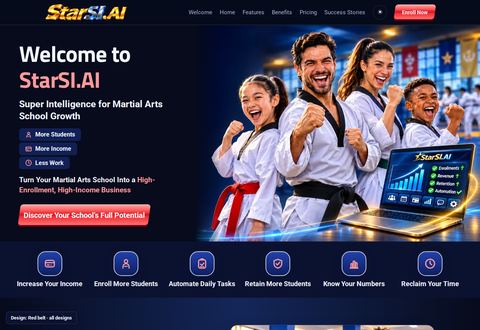 StarSI.AI
Welcome Home Features Benefits Pricing Success Stories Enroll Now
Welcome to
StarSI.AI
Super Intelligence for Martial Arts
School Growth
More Students
More Income
Less Work
Turn Your Martial Arts School Into a High-
Enrollment, High-Income Business
Discover Your School's Full Potential
StarSI.AI
Enrollments
Revenue
Retention
Automation
Increase Your Income
Enroll More Students
Automate Daily Tasks
Retain More Students
Know Your Numbers
Reclaim Your Time
Design: Red belt - all designs